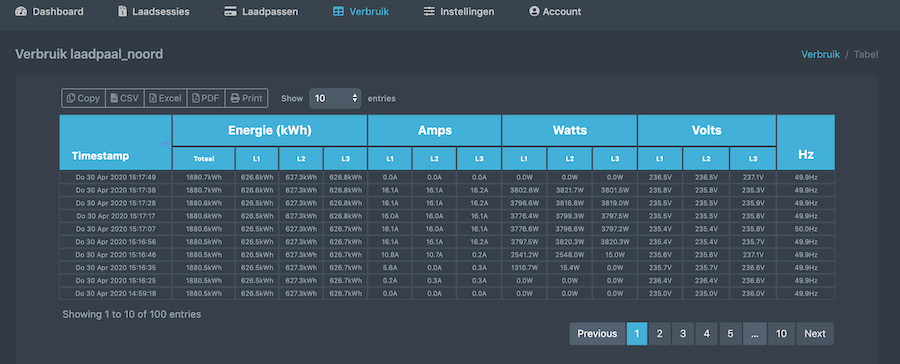 Dashboard Laadsessies Laadpassen Verbruik Instellingen Account
Verbruik laadpaal_noord Verbruik / Tabel
Copy CSV Excel PDF Print Show 10 entries
Timestamp Energie (kWh) Amps Watts Volts Hz
Totaal L1 L2 L3 L1 L2 L3 L1 L2 L3 L1 L2 L3
Do 30 Apr 2020 15:17:49 1880.7kWh 626.6kWh 627.3kWh 626.8kWh 0.0A 0.0A 0.0A 0.0W 0.0W 0.0W 236.5V 236.5V 237.1V 49.9Hz
Do 30 Apr 2020 15:17:38 1880.7kWh 626.6kWh 627.3kWh 626.8kWh 16.1A 16.1A 16.2A 3802.6W 3821.7W 3801.5W 235.8V 235.8V 235.3V 49.9Hz
Do 30 Apr 2020 15:17:28 1880.6kWh 626.6kWh 627.3kWh 626.8kWh 16.1A 16.1A 16.2A 3796.6W 3816.8W 3819.0W 235.5V 235.5V 235.9V 49.9Hz
Do 30 Apr 2020 15:17:17 1880.6kWh 626.5kWh 627.3kWh 626.8kWh 16.0A 16.0A 16.1A 3776.4W 3799.3W 3797.5W 235.5V 235.5V 235.8V 49.9Hz
Do 30 Apr 2020 15:17:07 1880.6kWh 626.5kWh 627.3kWh 626.7kWh 16.1A 16.0A 16.1A 3776.6W 3796.6W 3797.2W 235.4V 235.4V 235.8V 50.0Hz
Do 30 Apr 2020 15:16:56 1880.5kWh 626.5kWh 627.3kWh 626.7kWh 16.1A 16.1A 16.2A 3797.5W 3820.3W 3820.3W 235.4V 235.4V 235.7V 49.9Hz
Do 30 Apr 2020 15:16:46 1880.5kWh 626.5kWh 627.3kWh 626.7kWh 10.8A 10.7A 0.2A 2541.2W 2548.0W 15.0W 235.6V 235.6V 237.1V 49.9Hz
Do 30 Apr 2020 15:16:35 1880.5kWh 626.5kWh 627.3kWh 626.7kWh 5.6A 0.0A 0.3A 1310.7W 15.4W 0.0W 235.7V 235.7V 236.6V 49.9Hz
Do 30 Apr 2020 15:16:25 1880.5kWh 626.5kWh 627.3kWh 626.7kWh 0.2A 0.3A 0.3A 0.0W 0.0W 0.0W 236.4V 236.4V 236.6V 49.9Hz
Do 30 Apr 2020 14:59:18 1880.5kWh 626.5kWh 627.3kWh 626.7kWh 0.0A 0.0A 0.0A 0.0W 0.0W 0.0W 235.0V 235.0V 236.0V 49.9Hz
Showing 1 to 10 of 100 entries
Previous 1 2 3 4 5 ... 10 Next